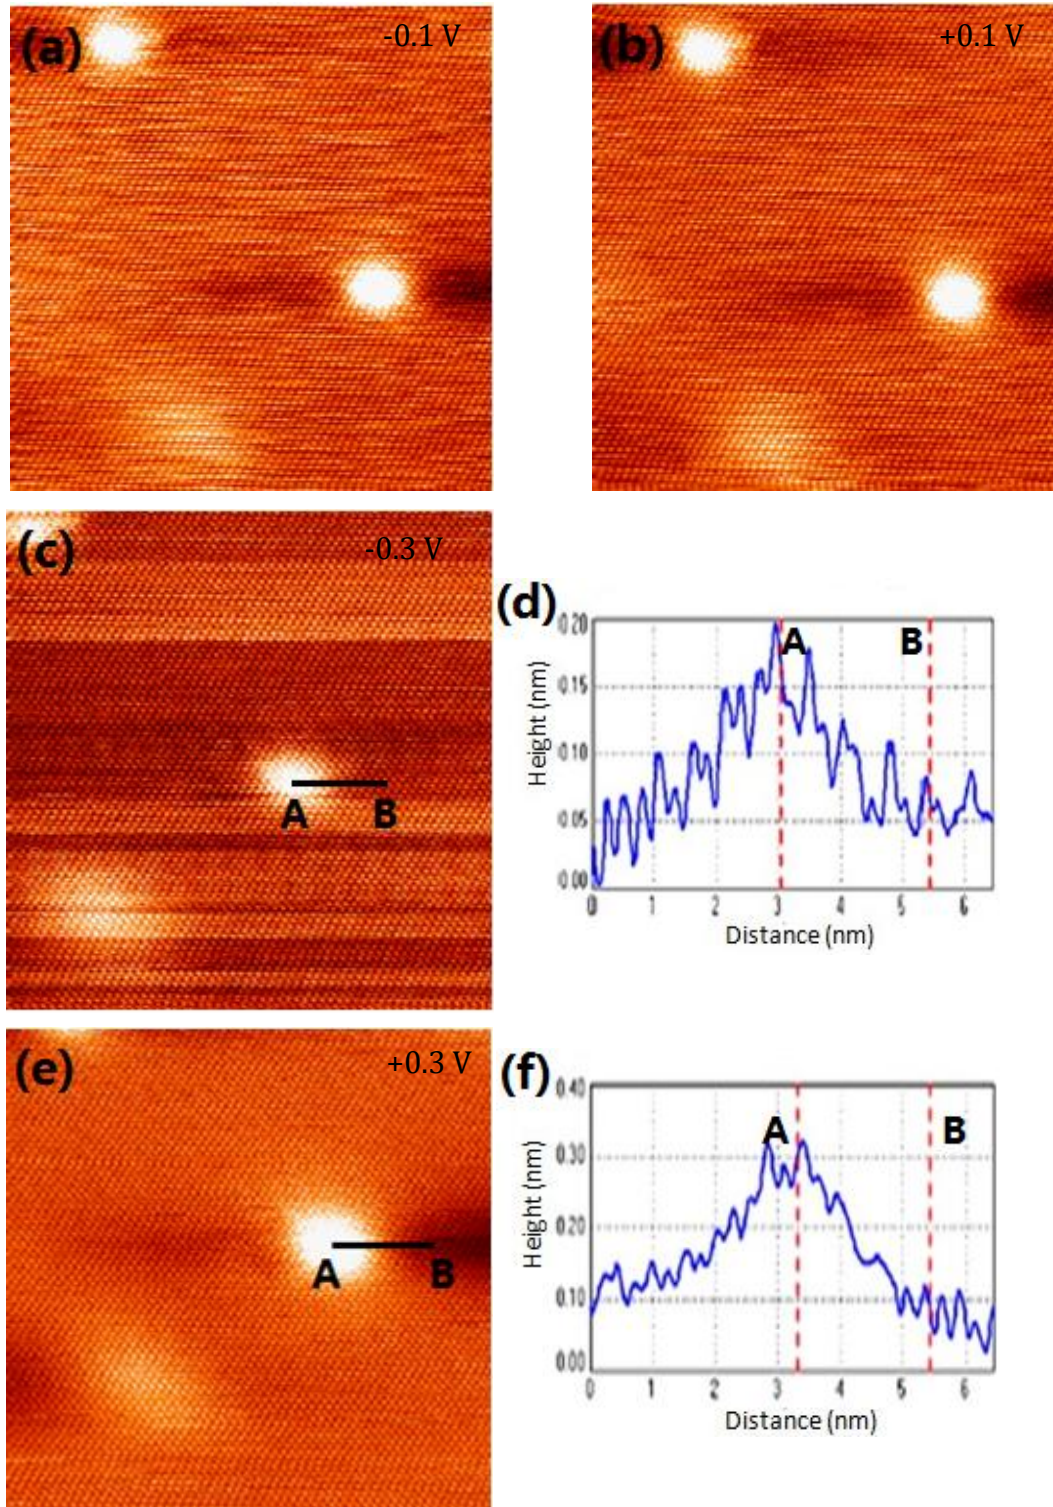 (a)
-0.1 V
(b)
+0.1 V
(c)
-0.3 V
A B
(d)
0.20
0.15
0.10
0.05
0.00
Height (nm)
A B
0 1 2 3 4 5 6
Distance (nm)
(e)
+0.3 V
A B
(f)
0.40
0.30
0.20
0.10
0.00
Height (nm)
A B
0 1 2 3 4 5 6
Distance (nm)